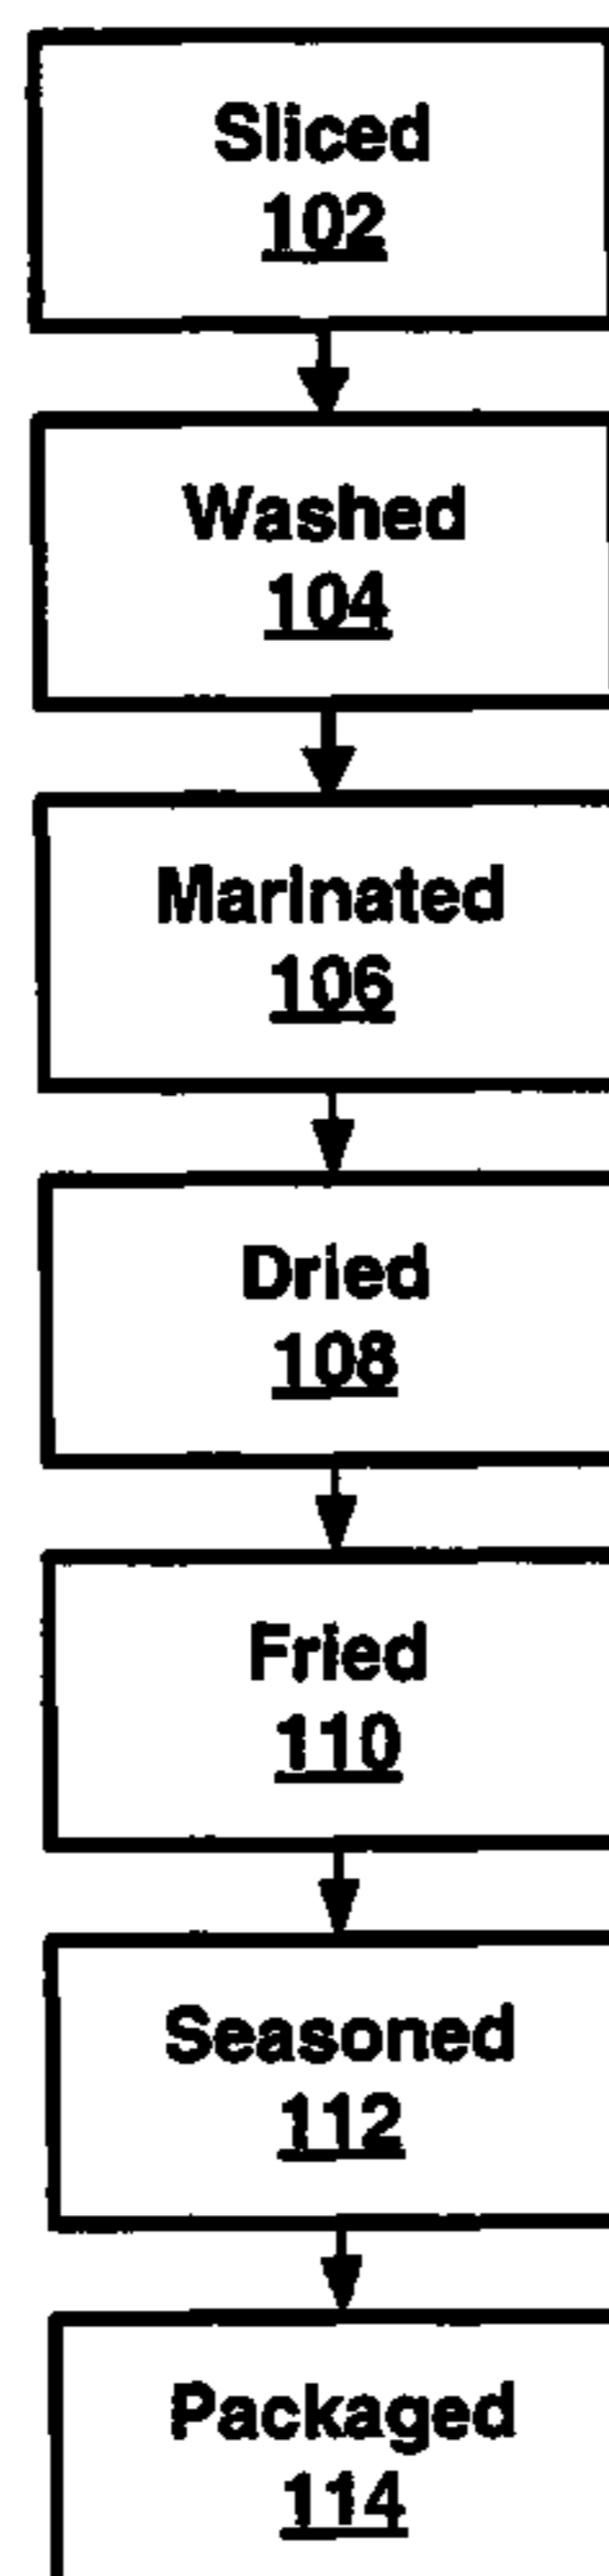 Sliced
102
Washed
104
Marinated
106
Dried
108
Fried
110
Seasoned
112
Packaged
114